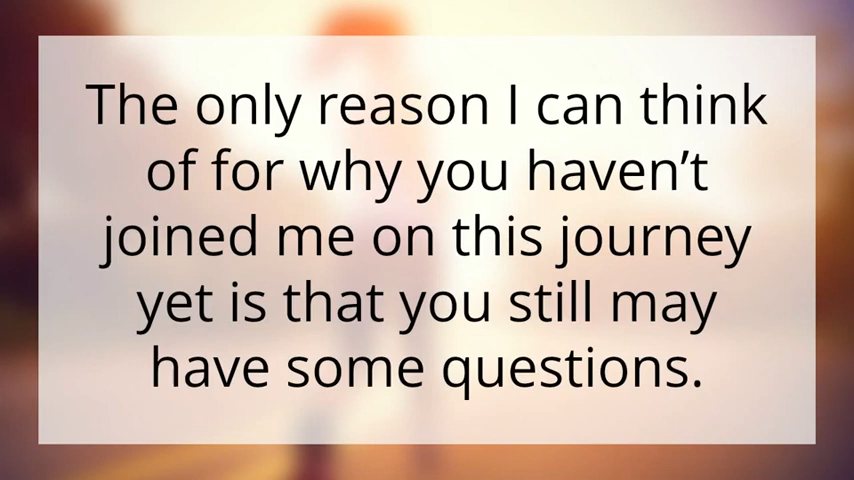 The only reason I can think
of for why you haven’t
joined me on this journey
yet is that you still may
have some questions.